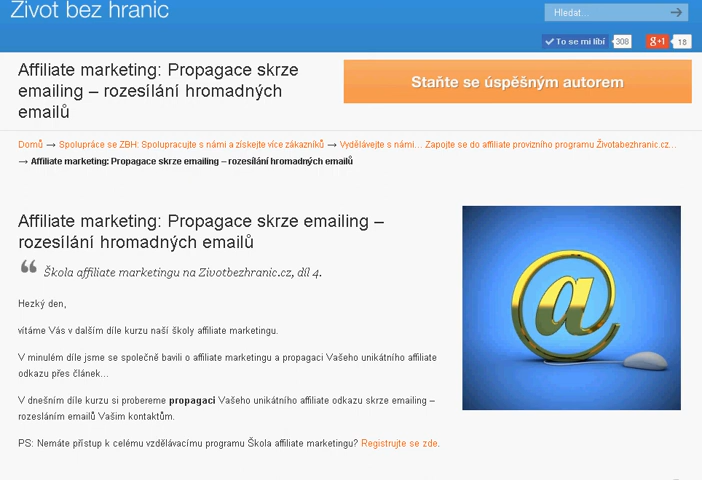 Život bez hranic
Hledat...
To se mi líbí 308
g+1 18
Affiliate marketing: Propagace skrze
emailing – rozesílání hromadných
emailů
Staňte se úspěšným autorem
Domů → Spolupráce se ZBH: Spolupracujte s námi a získejte více zákazníků → Vydělávejte s námi... Zapojte se do affiliate provizního programu Životabezhranic.cz...
→ Affiliate marketing: Propagace skrze emailing – rozesílání hromadných emailů
Affiliate marketing: Propagace skrze emailing –
rozesílání hromadných emailů
Škola affiliate marketingu na Zivotbezhranic.cz, díl 4.
Hezký den,
vítáme Vás v dalším díle kurzu naší školy affiliate marketingu.
V minulém díle jsme se společně bavili o affiliate marketingu a propagaci Vašeho unikátního affiliate
odkazu přes článek...
V dnešním díle kurzu si probereme propagaci Vašeho unikátního affiliate odkazu skrze emailing –
rozesláním emailů Vašim kontaktům.
PS: Nemáte přístup k celému vzdělávacímu programu Škola affiliate marketingu? Registrujte se zde.